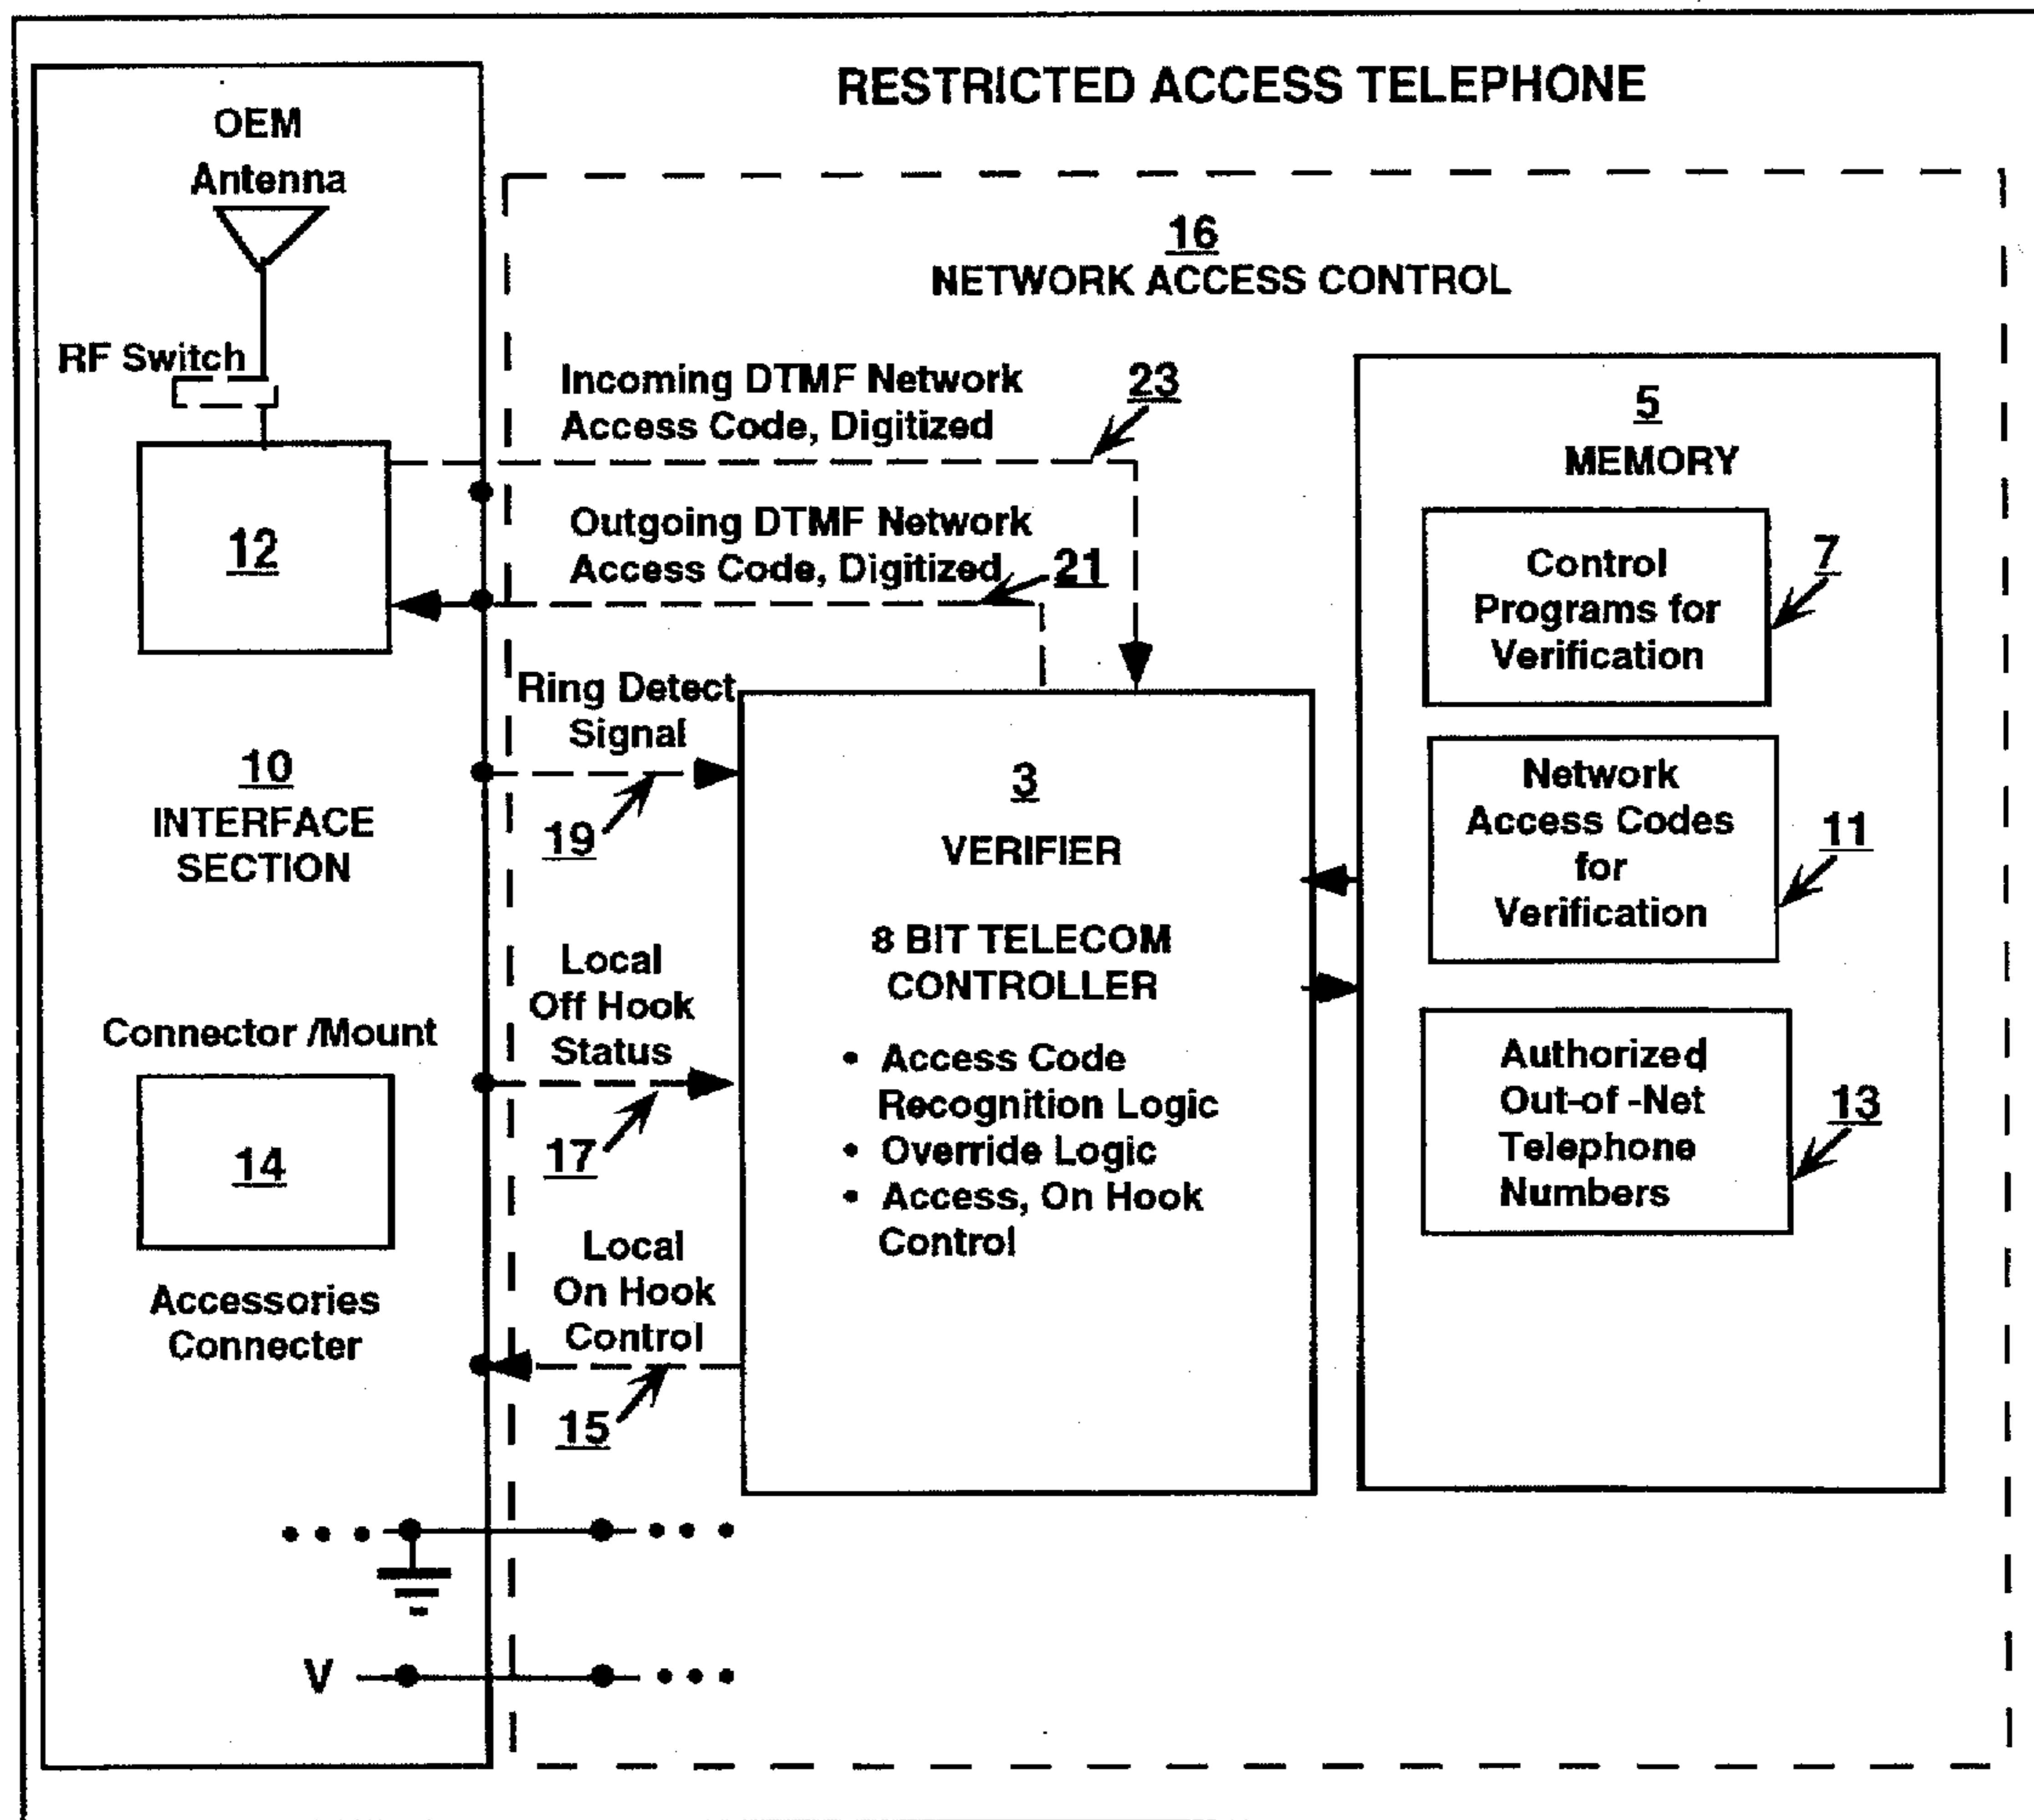 RESTRICTED ACCESS TELEPHONE
OEM
Antenna
RF Switch
12
10
INTERFACE
SECTION
Connector /Mount
14
Accessories
Connecter
V
16
NETWORK ACCESS CONTROL
Incoming DTMF Network
Access Code, Digitized
23
Outgoing DTMF Network
Access Code, Digitized
21
Ring Detect
Signal
19
Local
Off Hook
Status
17
Local
On Hook
Control
15
3
VERIFIER
8 BIT TELECOM
CONTROLLER
• Access Code
Recognition Logic
• Override Logic
• Access, On Hook
Control
5
MEMORY
Control
Programs for
Verification
7
Network
Access Codes
for
Verification
11
Authorized
Out-of -Net
Telephone
Numbers
13